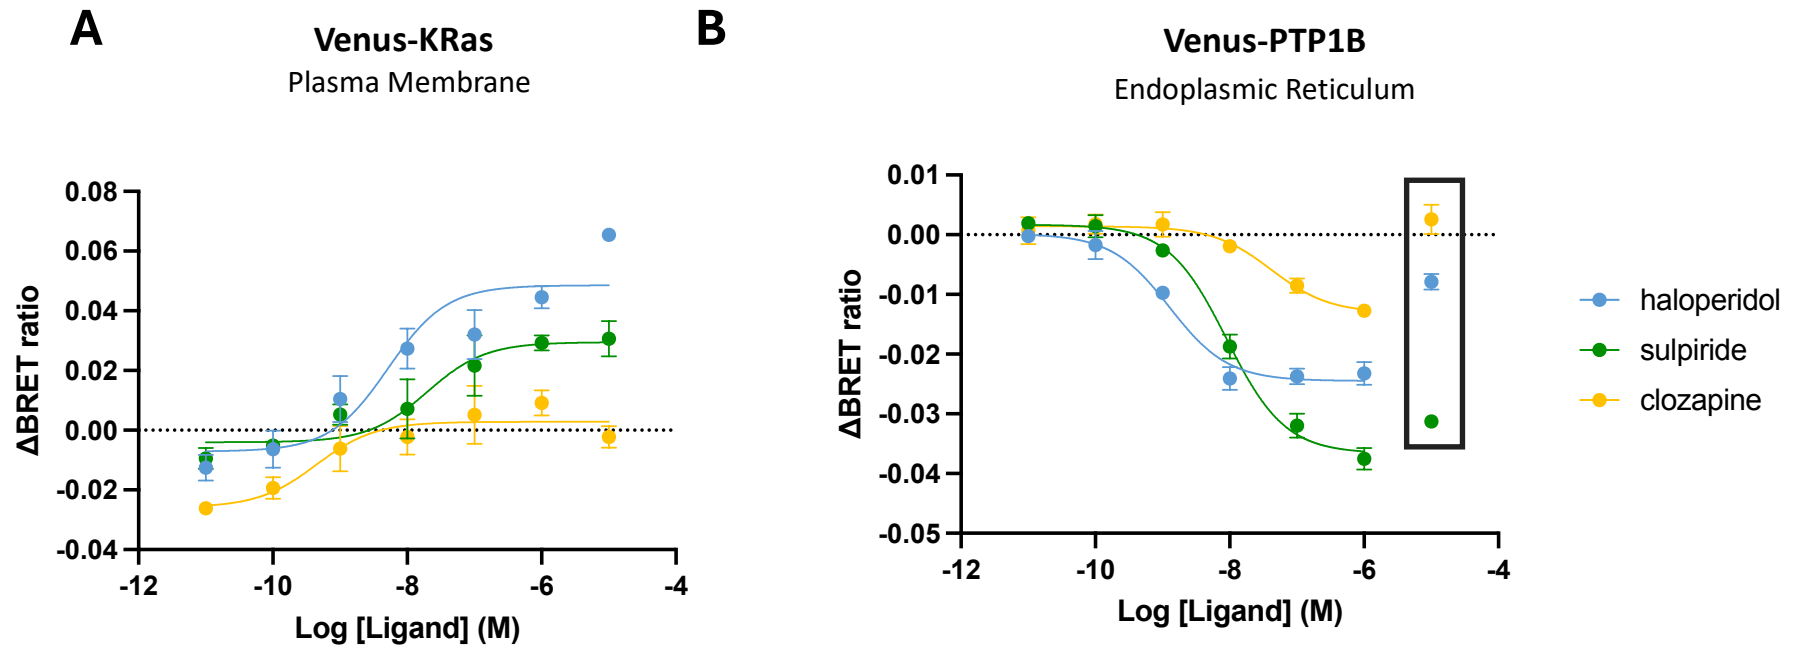 A
Venus-KRas
Plasma Membrane
ΔBRET ratio
0.08
0.06
0.04
0.02
0.00
-0.02
-0.04
-12
-10
-8
-6
-4
Log [Ligand] (M)
B
Venus-PTP1B
Endoplasmic Reticulum
ΔBRET ratio
0.01
0.00
-0.01
-0.02
-0.03
-0.04
-0.05
-12
-10
-8
-6
-4
Log [Ligand] (M)
haloperidol
sulpiride
clozapine